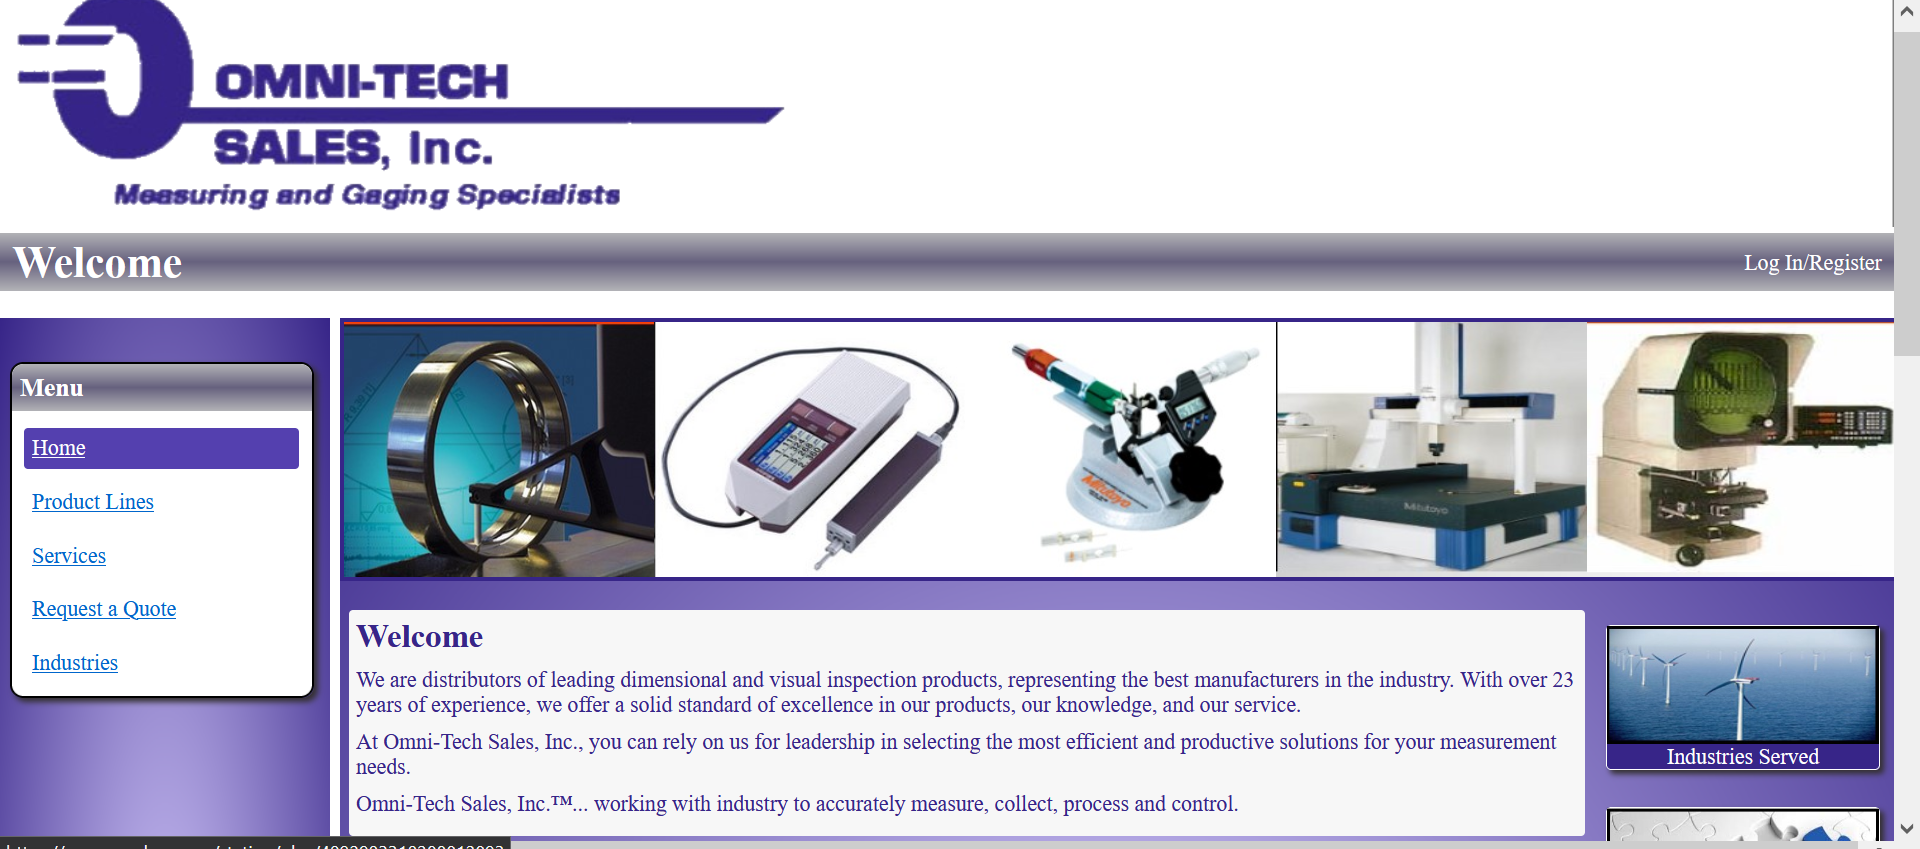 OMNI-TECH
SALES, Inc.
Measuring and Gaging Specialists
Welcome
Log In/Register
Menu
Home
Product Lines
Services
Request a Quote
Industries
Mitutoyo
Mitutoyo
Welcome
We are distributors of leading dimensional and visual inspection products, representing the best manufacturers in the industry. With over 23
years of experience, we offer a solid standard of excellence in our products, our knowledge, and our service.
At Omni-Tech Sales, Inc., you can rely on us for leadership in selecting the most efficient and productive solutions for your measurement
needs.
Omni-Tech Sales, Inc.™... working with industry to accurately measure, collect, process and control.
Industries Served